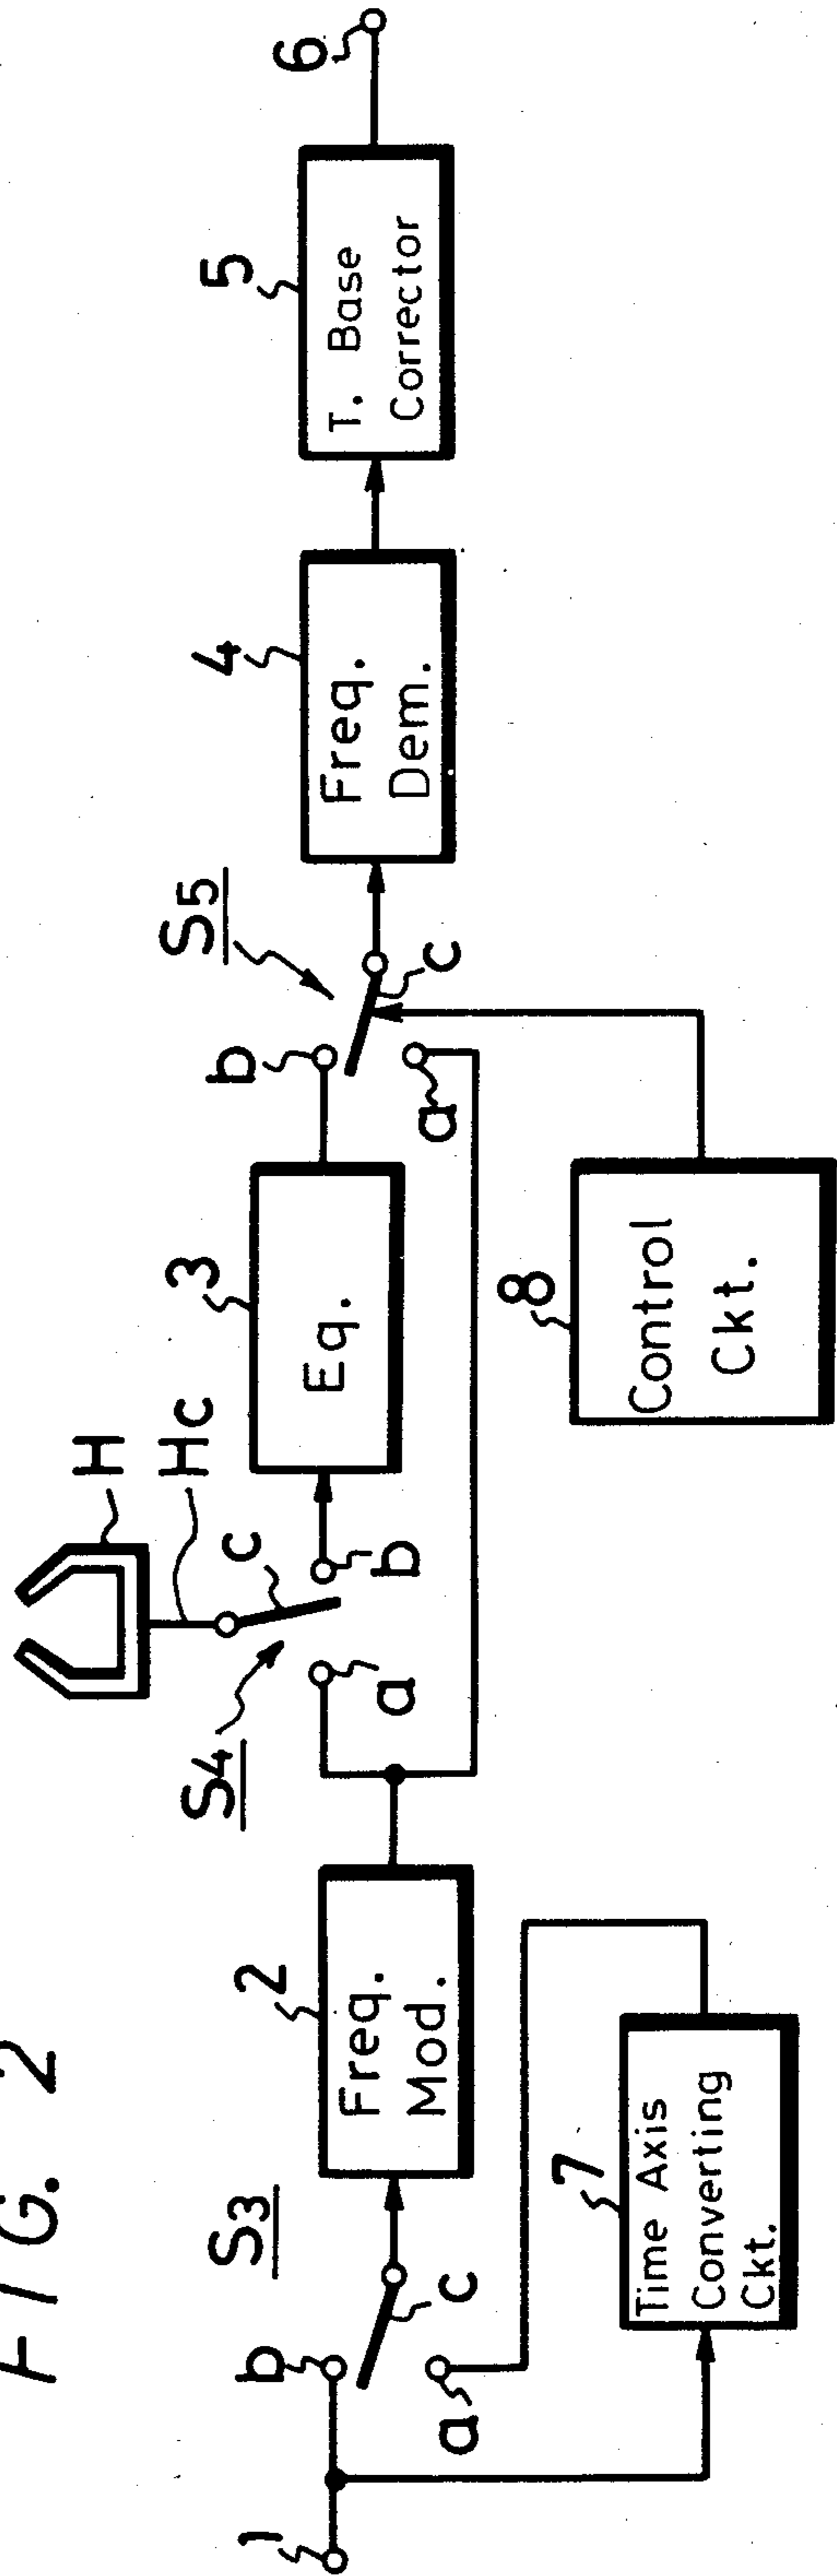 FIG. 2
1
b
a
c
S3
7
Time Axis
Converting
Ckt.
2
Freq.
Mod.
S4
a
b
c
H
Hc
3
Eq.
8
Control
Ckt.
b
a
c
S5
4
Freq.
Dem.
5
T. Base
Corrector
6